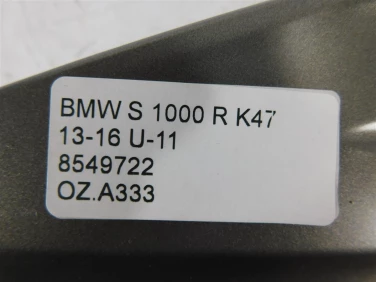 BMW S 1000 R K47
13-16 U-11
8549722
OZ.A333